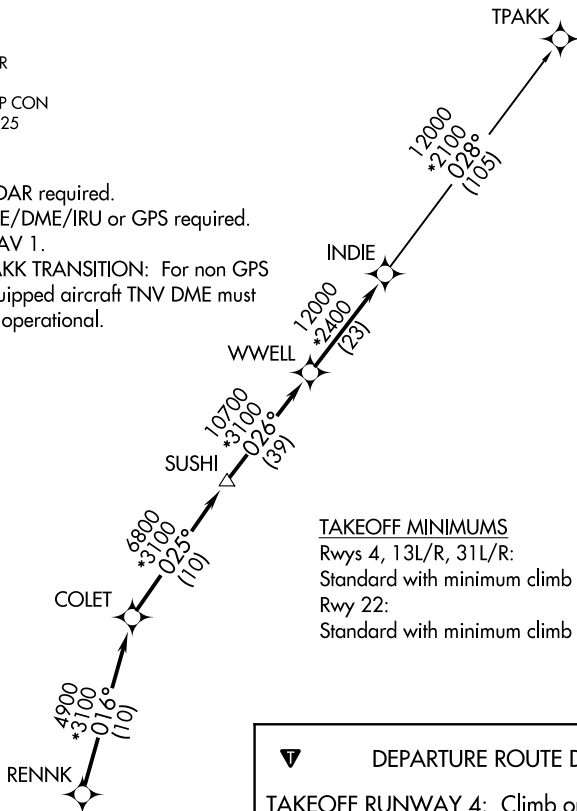 TPAKK
R
P CON
25
12000
*2100
028°
(105)
DAR required.
E/DME/IRU or GPS required.
AV 1.
AKK TRANSITION: For non GPS
uipped aircraft TNV DME must
operational.
INDIE
12000
*2400
(23)
WWELL
10700
*3100
026°
(39)
SUSHI
6800
*3100
025°
(10)
TAKEOFF MINIMUMS
Rwys 4, 13L/R, 31L/R:
Standard with minimum climb
Rwy 22:
Standard with minimum climb
COLET
4900
*3100
016°
(10)
RENNK
T
DEPARTURE ROUTE D
TAKEOFF RUNWAY 4: Climb o